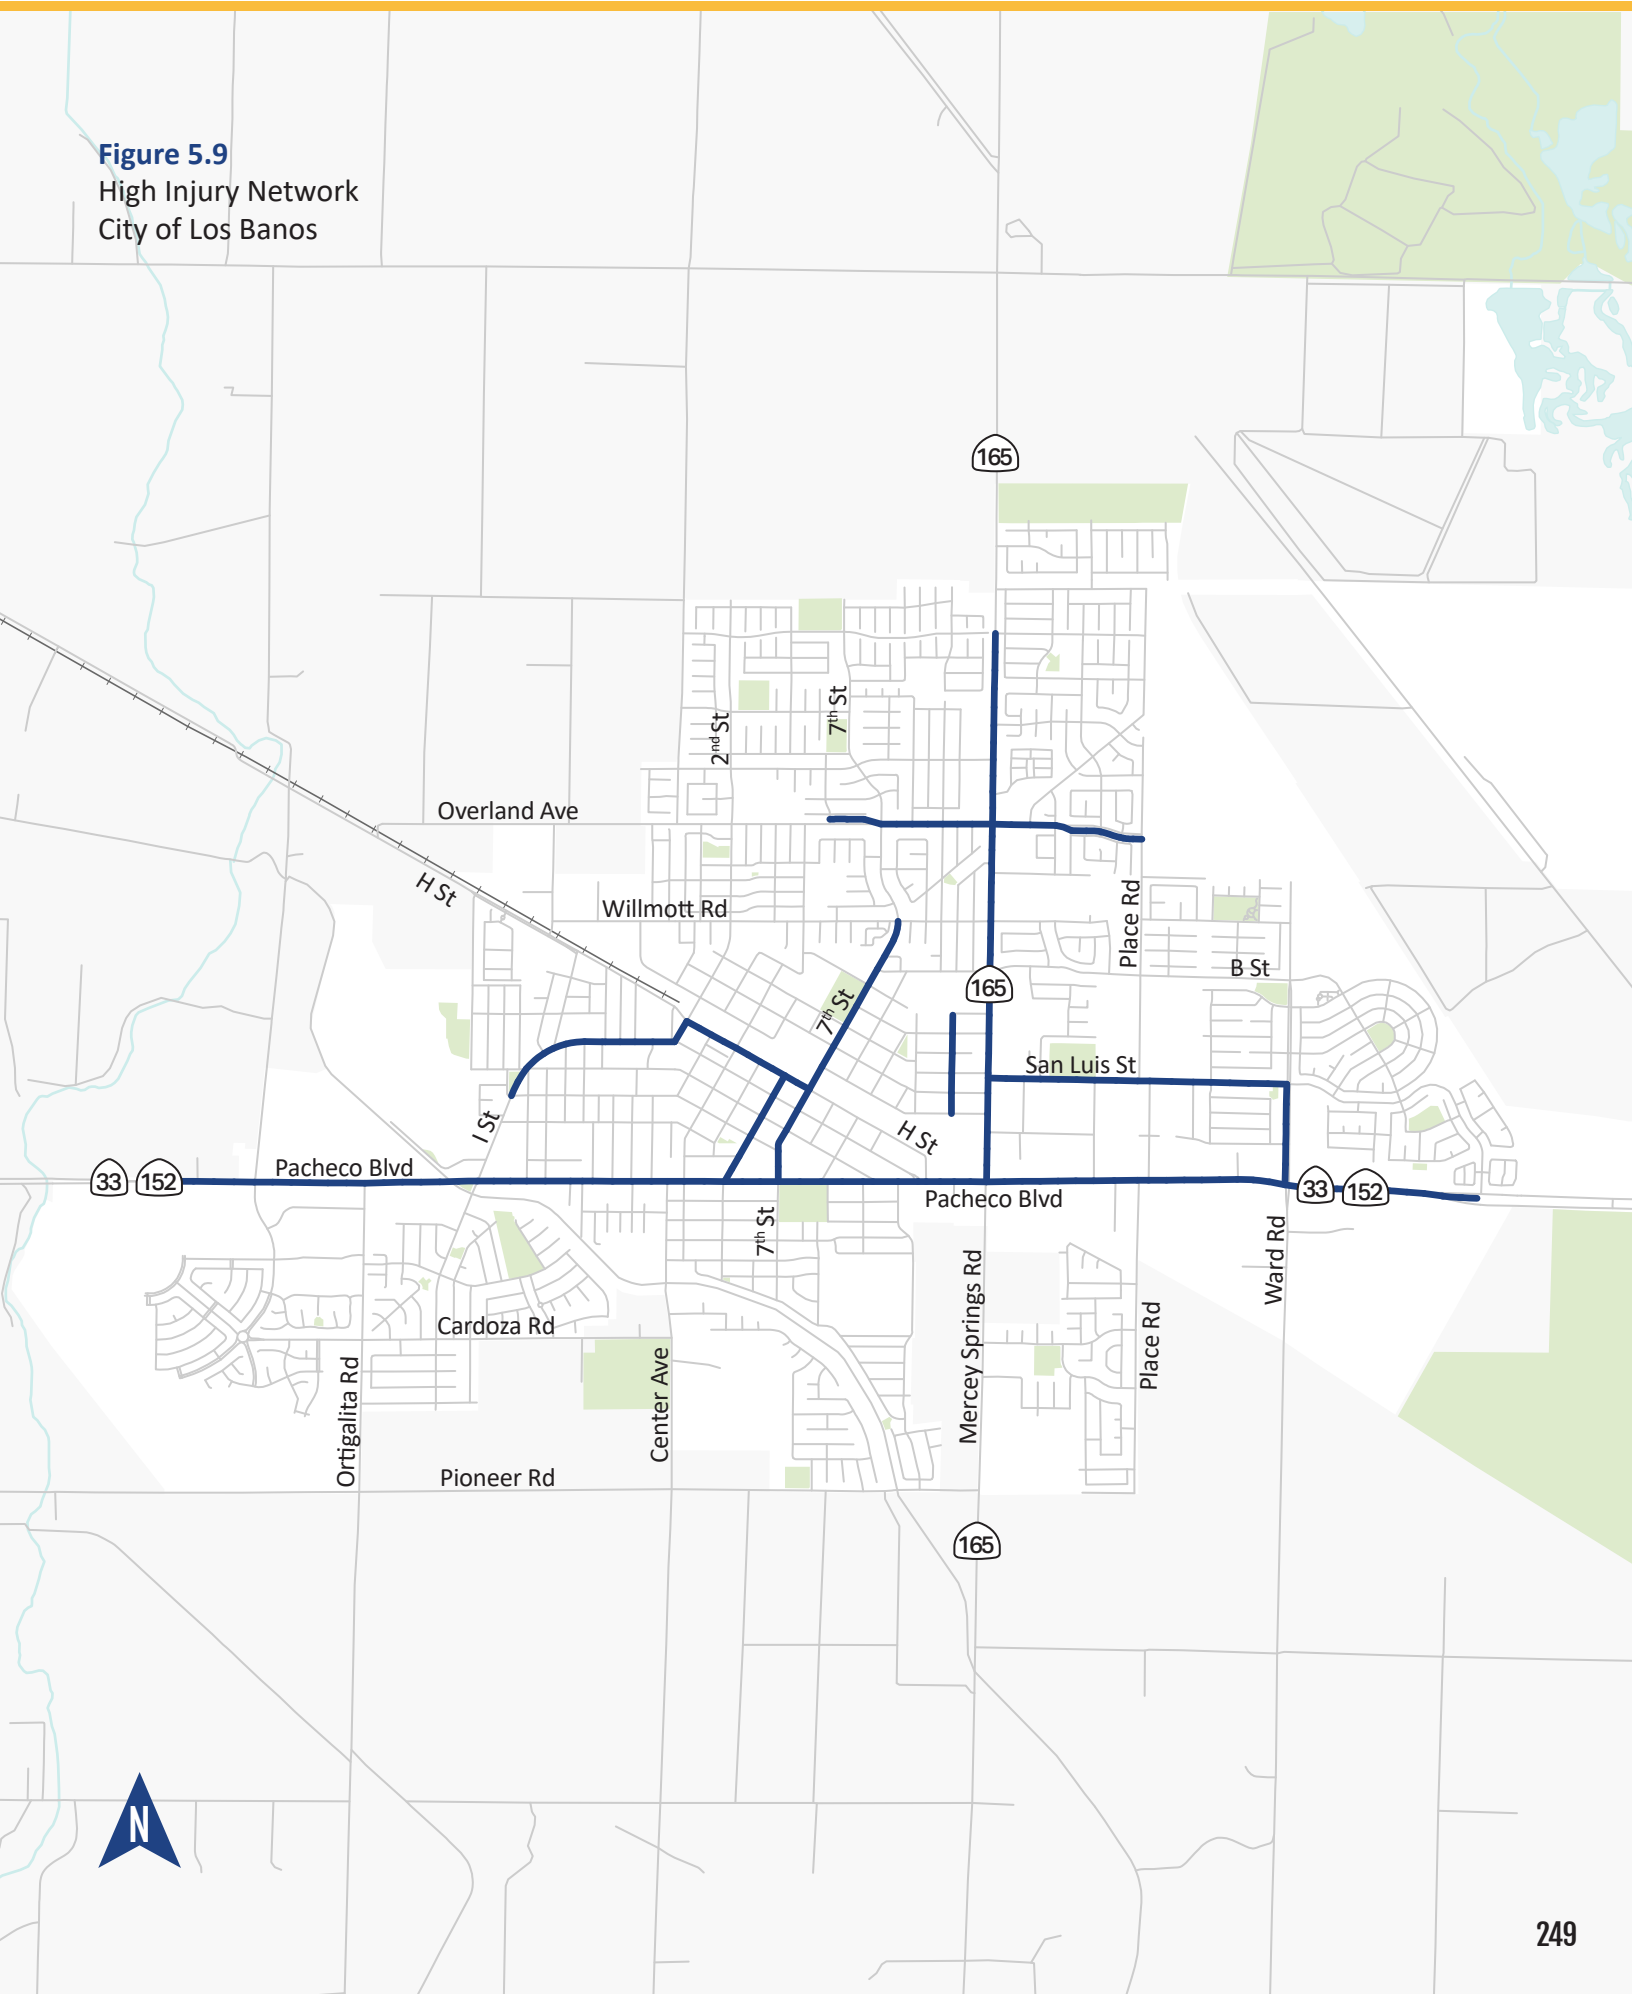 Figure 5.9
High Injury Network
City of Los Banos
165
2nd St
7th St
Overland Ave
H St
Willmott Rd
Place Rd
B St
165
7th St
San Luis St
I St
H St
Pacheco Blvd
33
152
33
152
Pacheco Blvd
7th St
Ward Rd
Mercey Springs Rd
Place Rd
Cardoza Rd
Center Ave
Ortigalita Rd
Pioneer Rd
165
N
249